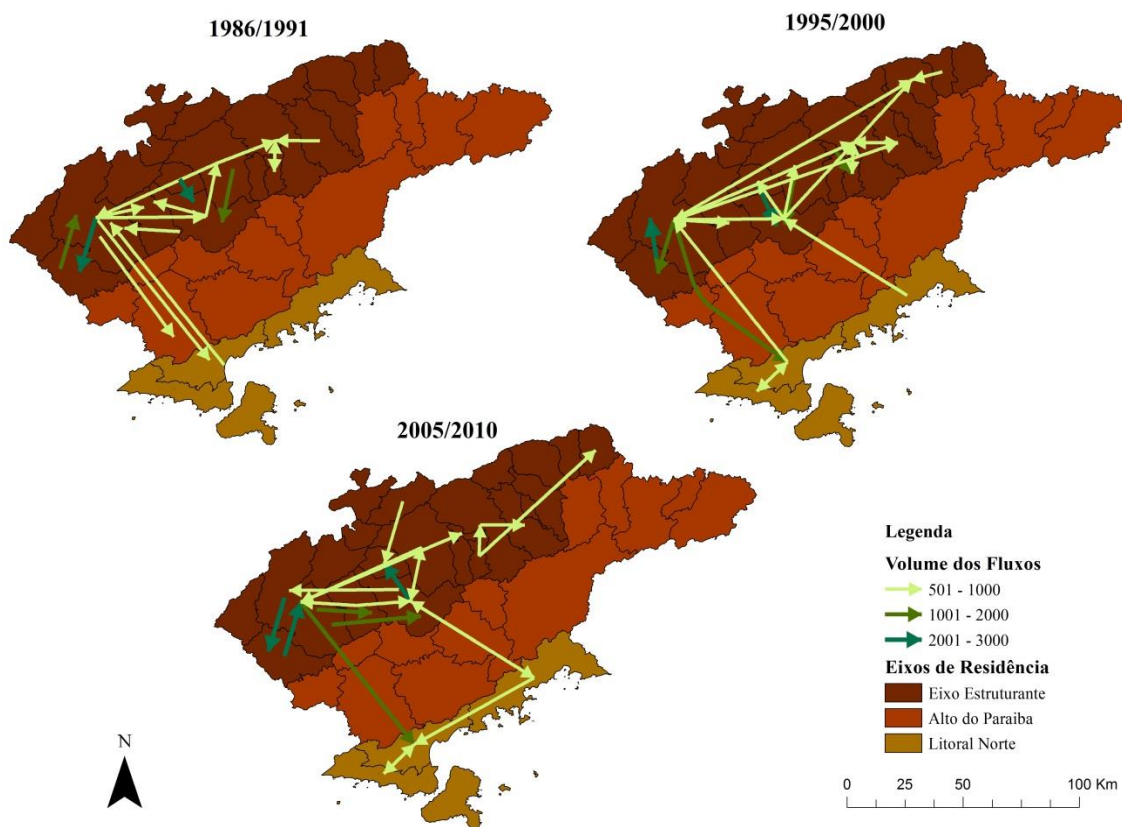 1986/1991
1995/2000
2005/2010
Legenda
Volume dos Fluxos
501 - 1000
1001 - 2000
2001 - 3000
Eixos de Residência
Eixo Estruturante
Alto do Paraiba
Litoral Norte
N
0 25 50 100 Km